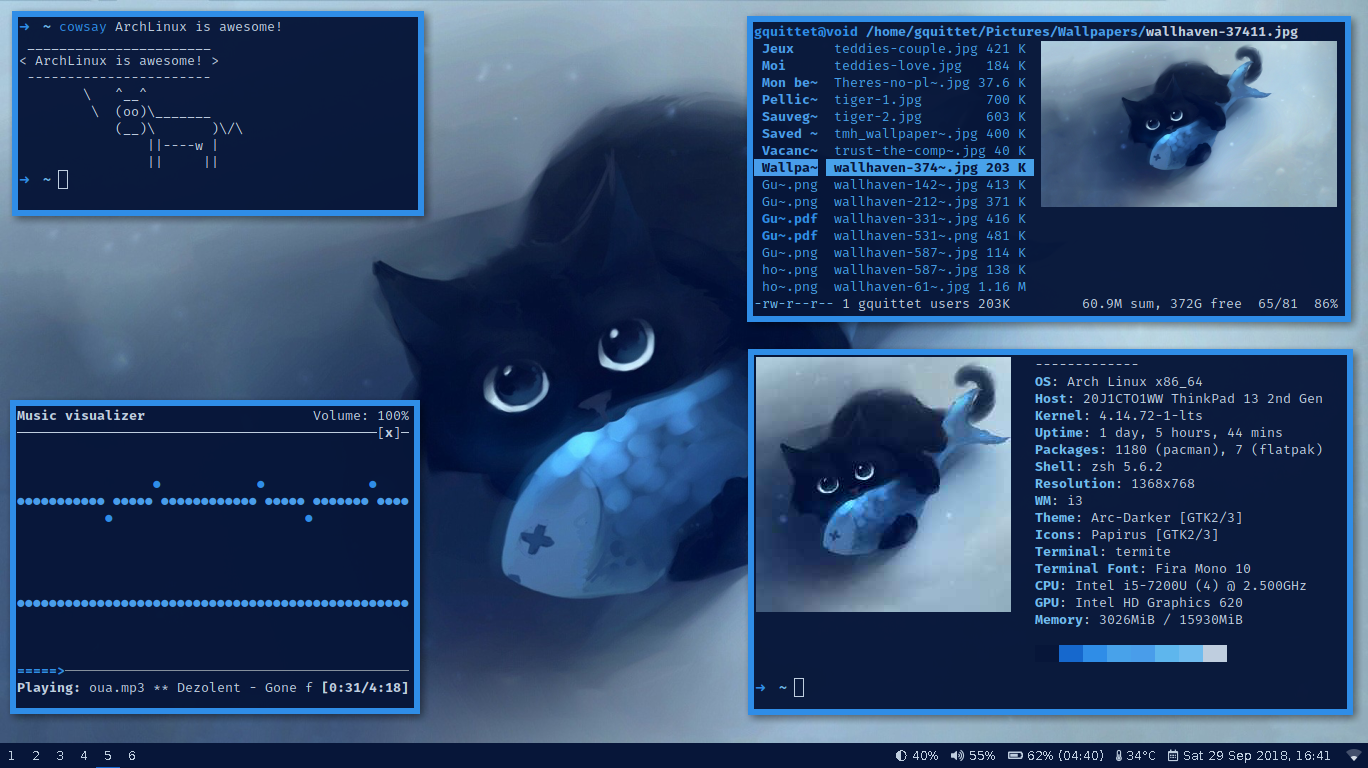 ➜ ~ cowsay ArchLinux is awesome!
_______________________
< ArchLinux is awesome! >
-----------------------
\ ^__^
\ (oo)\_______
(__)\ )\/\
||----w |
|| ||
➜ ~
gquittet@void /home/gquittet/Pictures/Wallpapers/wallhaven-37411.jpg
Jeux teddies-couple.jpg 421 K
Moi teddies-love.jpg 184 K
Mon be~ Theres-no-pl~.jpg 37.6 K
Pellic~ tiger-1.jpg 700 K
Sauveg~ tiger-2.jpg 603 K
Saved ~ tmh_wallpaper~.jpg 400 K
Vacanc~ trust-the-comp~.jpg 40 K
Wallpa~ wallhaven-374~.jpg 203 K
Gu~.png wallhaven-142~.jpg 413 K
Gu~.png wallhaven-212~.jpg 371 K
Gu~.pdf wallhaven-331~.jpg 416 K
Gu~.pdf wallhaven-531~.png 481 K
Gu~.png wallhaven-587~.jpg 114 K
ho~.png wallhaven-587~.jpg 138 K
ho~.png wallhaven-61~.jpg 1.16 M
-rw-r--r-- 1 gquittet users 203K 60.9M sum, 372G free 65/81 86%
Music visualizer Volume: 100%
[x]
=====>
Playing: oua.mp3 ** Dezolent - Gone f [0:31/4:18]
-------------
OS: Arch Linux x86_64
Host: 20J1CTO1WW ThinkPad 13 2nd Gen
Kernel: 4.14.72-1-lts
Uptime: 1 day, 5 hours, 44 mins
Packages: 1180 (pacman), 7 (flatpak)
Shell: zsh 5.6.2
Resolution: 1368x768
WM: i3
Theme: Arc-Darker [GTK2/3]
Icons: Papirus [GTK2/3]
Terminal: termite
Terminal Font: Fira Mono 10
CPU: Intel i5-7200U (4) @ 2.500GHz
GPU: Intel HD Graphics 620
Memory: 3026MiB / 15930MiB
➜ ~
1 2 3 4 5 6 40% 55% 62% (04:40) 34°C Sat 29 Sep 2018, 16:41